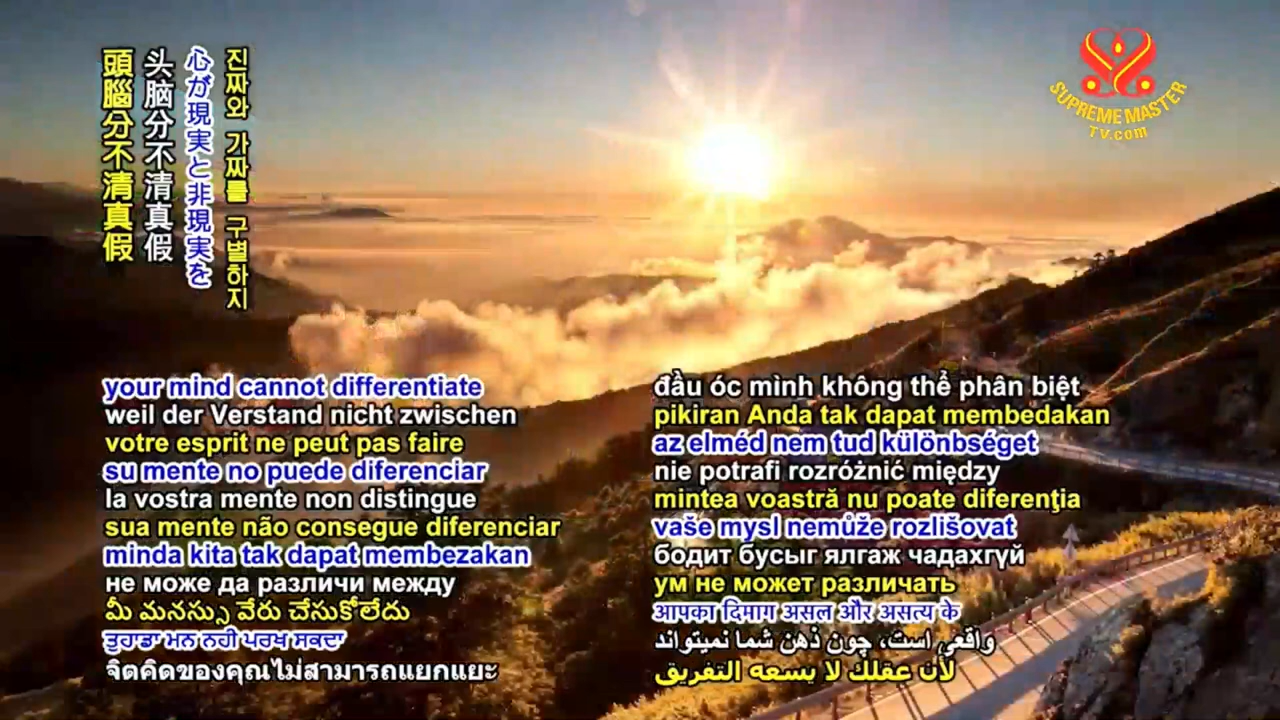 頭腦分不清真假
头脑分不清真假
心が現実と非現実を
진짜와 가짜를 구별하지
SUPREME MASTER
TV.com
your mind cannot differentiate
weil der Verstand nicht zwischen
votre esprit ne peut pas faire
su mente no puede diferenciar
la vostra mente non distingue
sua mente não consegue diferenciar
minda kita tak dapat membezakan
не може да различи между
మీ మనస్సు వేరు చేసుకోలేదు
ਤੁਹਾਡਾ ਮਨ ਨਹੀ ਪਰਖ ਸਕਦਾ
จิตคิดของคุณไม่สามารถแยกแยะ
đầu óc mình không thể phân biệt
pikiran Anda tak dapat membedakan
az elméd nem tud különbséget
nie potrafi rozróżnić między
mintea voastră nu poate diferenţia
vaše mysl nemůže rozlišovat
бодит бусыг ялгаж чадахгүй
ум не может различать
आपका दिमाग असल और असत्य के
واقعی است، چون ذهن شما نمیتواند
لأن عقلك لا يسعه التفريق